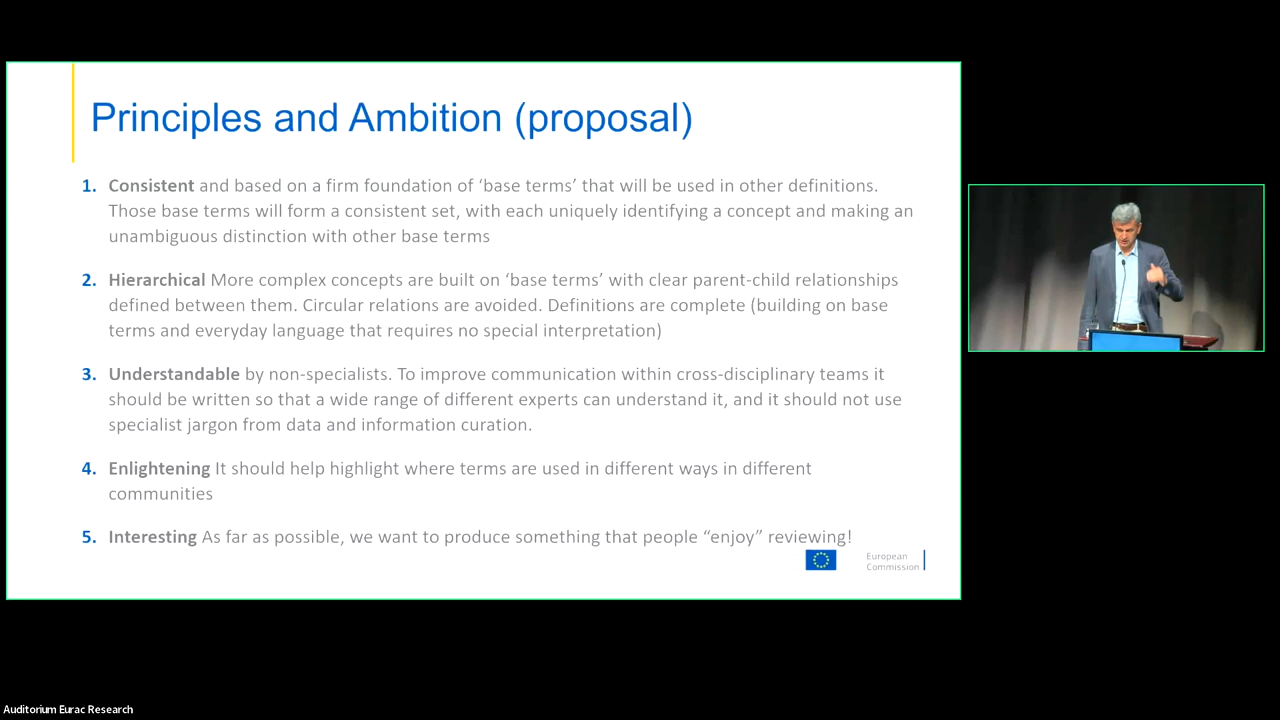 Principles and Ambition (proposal)
1. Consistent and based on a firm foundation of ‘base terms’ that will be used in other definitions.
Those base terms will form a consistent set, with each uniquely identifying a concept and making an
unambiguous distinction with other base terms
2. Hierarchical More complex concepts are built on ‘base terms’ with clear parent-child relationships
defined between them. Circular relations are avoided. Definitions are complete (building on base
terms and everyday language that requires no special interpretation)
3. Understandable by non-specialists. To improve communication within cross-disciplinary teams it
should be written so that a wide range of different experts can understand it, and it should not use
specialist jargon from data and information curation.
4. Enlightening It should help highlight where terms are used in different ways in different
communities
5. Interesting As far as possible, we want to produce something that people “enjoy” reviewing!
European
Commission
Auditorium Eurac Research